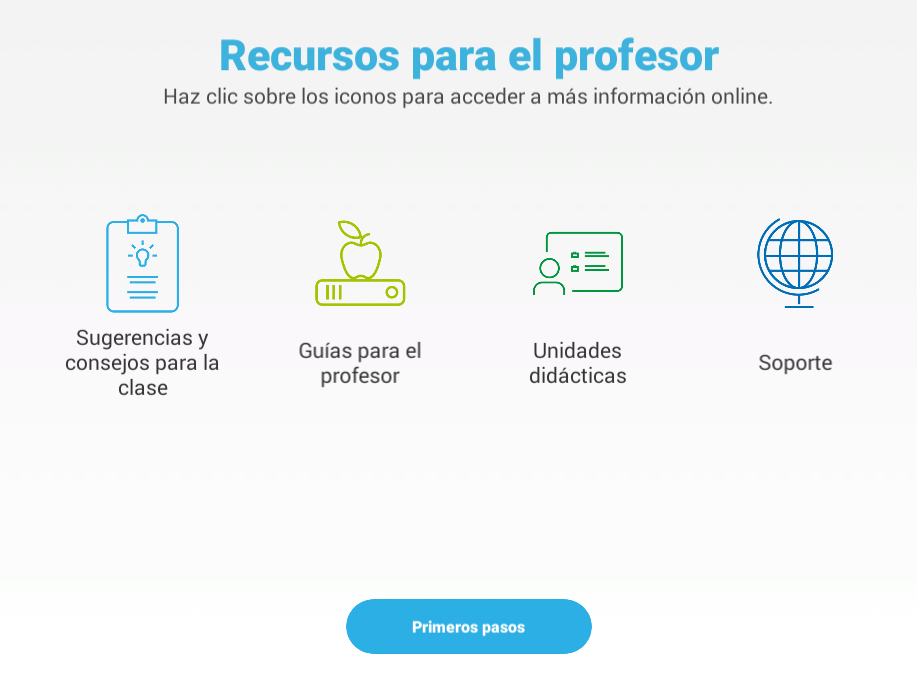 Recursos para el profesor
Haz clic sobre los iconos para acceder a más información online.
Sugerencias y
consejos para la
clase
Guías para el
profesor
Unidades
didácticas
Soporte
Primeros pasos